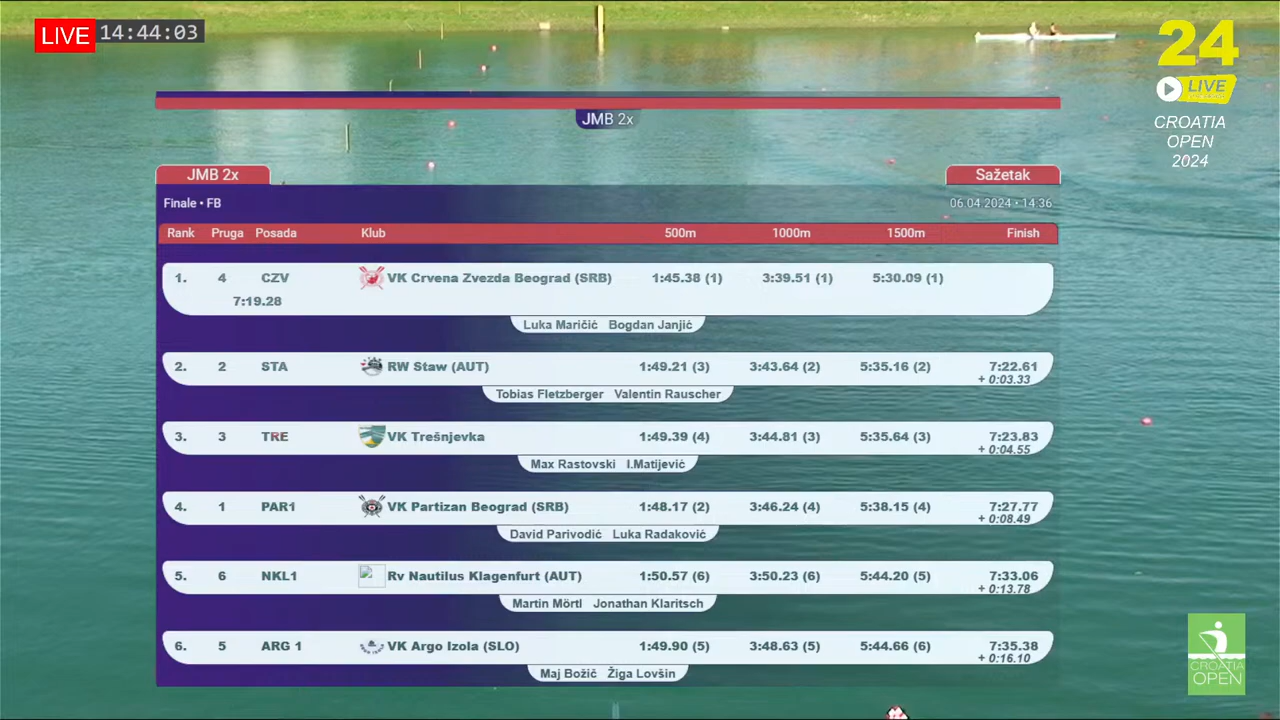 LIVE 14:44:03
24
LIVE
CROATIA
OPEN
2024
JMB 2x
JMB 2x Sažetak
Finale • FB 06.04.2024 • 14:36
Rank Pruga Posada Klub 500m 1000m 1500m Finish
1. 4 CZV VK Crvena Zvezda Beograd (SRB) 1:45.38 (1) 3:39.51 (1) 5:30.09 (1)
7:19.28
Luka Maričić Bogdan Janjić
2. 2 STA RW Staw (AUT) 1:49.21 (3) 3:43.64 (2) 5:35.16 (2) 7:22.61
+ 0:03.33
Tobias Fletzberger Valentin Rauscher
3. 3 TRE VK Trešnjevka 1:49.39 (4) 3:44.81 (3) 5:35.64 (3) 7:23.83
+ 0:04.55
Max Rastovski I.Matijević
4. 1 PAR1 VK Partizan Beograd (SRB) 1:48.17 (2) 3:46.24 (4) 5:38.15 (4) 7:27.77
+ 0:08.49
David Parivodić Luka Radaković
5. 6 NKL1 Rv Nautilus Klagenfurt (AUT) 1:50.57 (6) 3:50.23 (6) 5:44.20 (5) 7:33.06
+ 0:13.78
Martin Mörtl Jonathan Klaritsch
6. 5 ARG 1 VK Argo Izola (SLO) 1:49.90 (5) 3:48.63 (5) 5:44.66 (6) 7:35.38
+ 0:16.10
Maj Božič Žiga Lovšin
CROATIA
OPEN